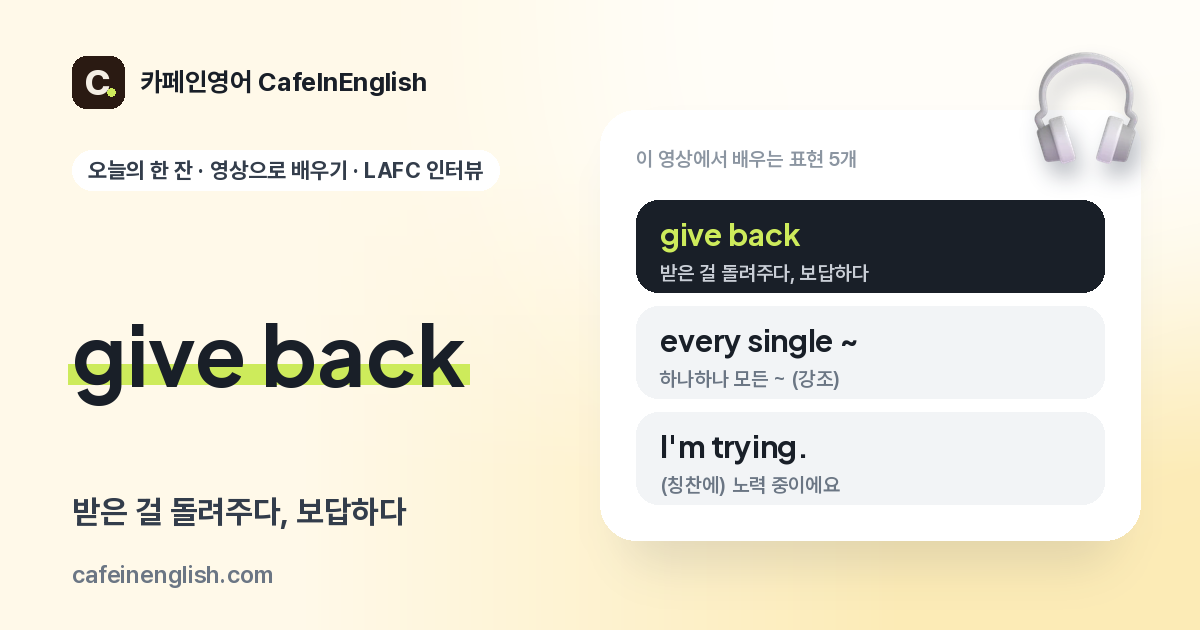 C
카페인영어 CafeInEnglish
오늘의 한 잔 · 영상으로 배우기 · LAFC 인터뷰
give back
받은 걸 돌려주다, 보답하다
cafeinenglish.com
이 영상에서 배우는 표현 5개
give back
받은 걸 돌려주다, 보답하다
every single ~
하나하나 모든 ~ (강조)
I'm trying.
(칭찬에) 노력 중이에요